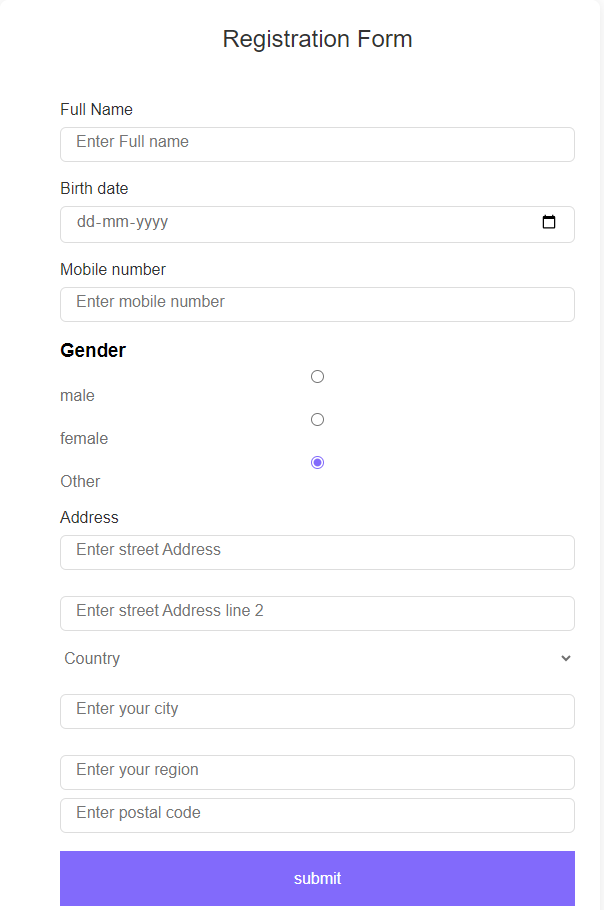 Registration Form
Full Name
Enter Full name
Birth date
dd-mm-yyyy
Mobile number
Enter mobile number
Gender
male
female
Other
Address
Enter street Address
Enter street Address line 2
Country
Enter your city
Enter your region
Enter postal code
submit